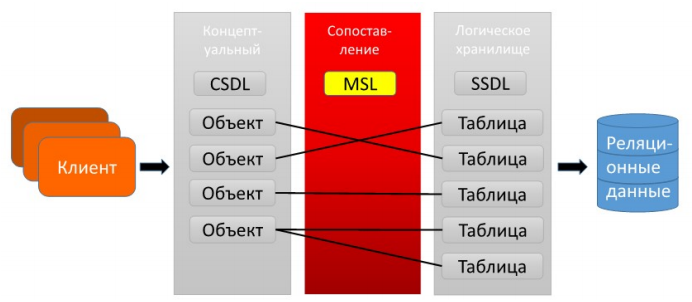 Концепт-
уальный
Сопостав-
ление
Логическое
хранилище
CSDL
MSL
SSDL
Объект
Таблица
Объект
Таблица
Клиент
Объект
Таблица
Объект
Таблица
Таблица
Реляци-
онные
данные